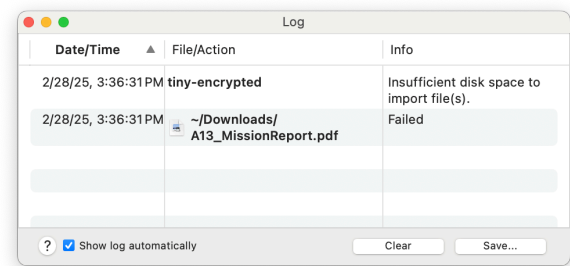 Log
Date/Time ▲ File/Action Info
2/28/25, 3:36:31 PM tiny-encrypted Insufficient disk space to
import file(s).
2/28/25, 3:36:31 PM ~/Downloads/ Failed
A13_MissionReport.pdf
? Show log automatically Clear Save...